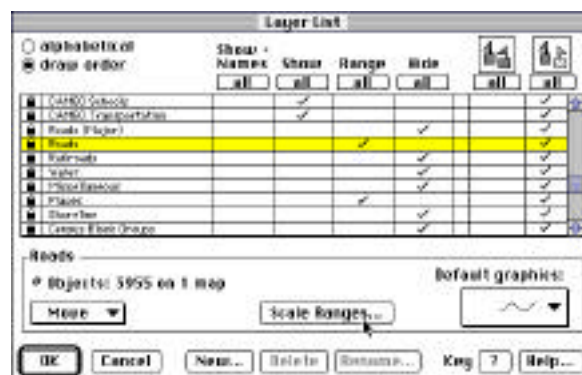 Layer List
alphabetical
draw order
Show - Names Show Range Hide
all all all all all all
CAMEO Schools
CAMEO Transportation
Roads (Major)
Roads
Railroads
Water
Miscellaneous
Places
Shoreline
Census Block Groups
Roads
# Objects: 5955 on 1 map
Default graphics:
Move
Scale Ranges...
OK Cancel New... Delete Rename... Key ? Help...